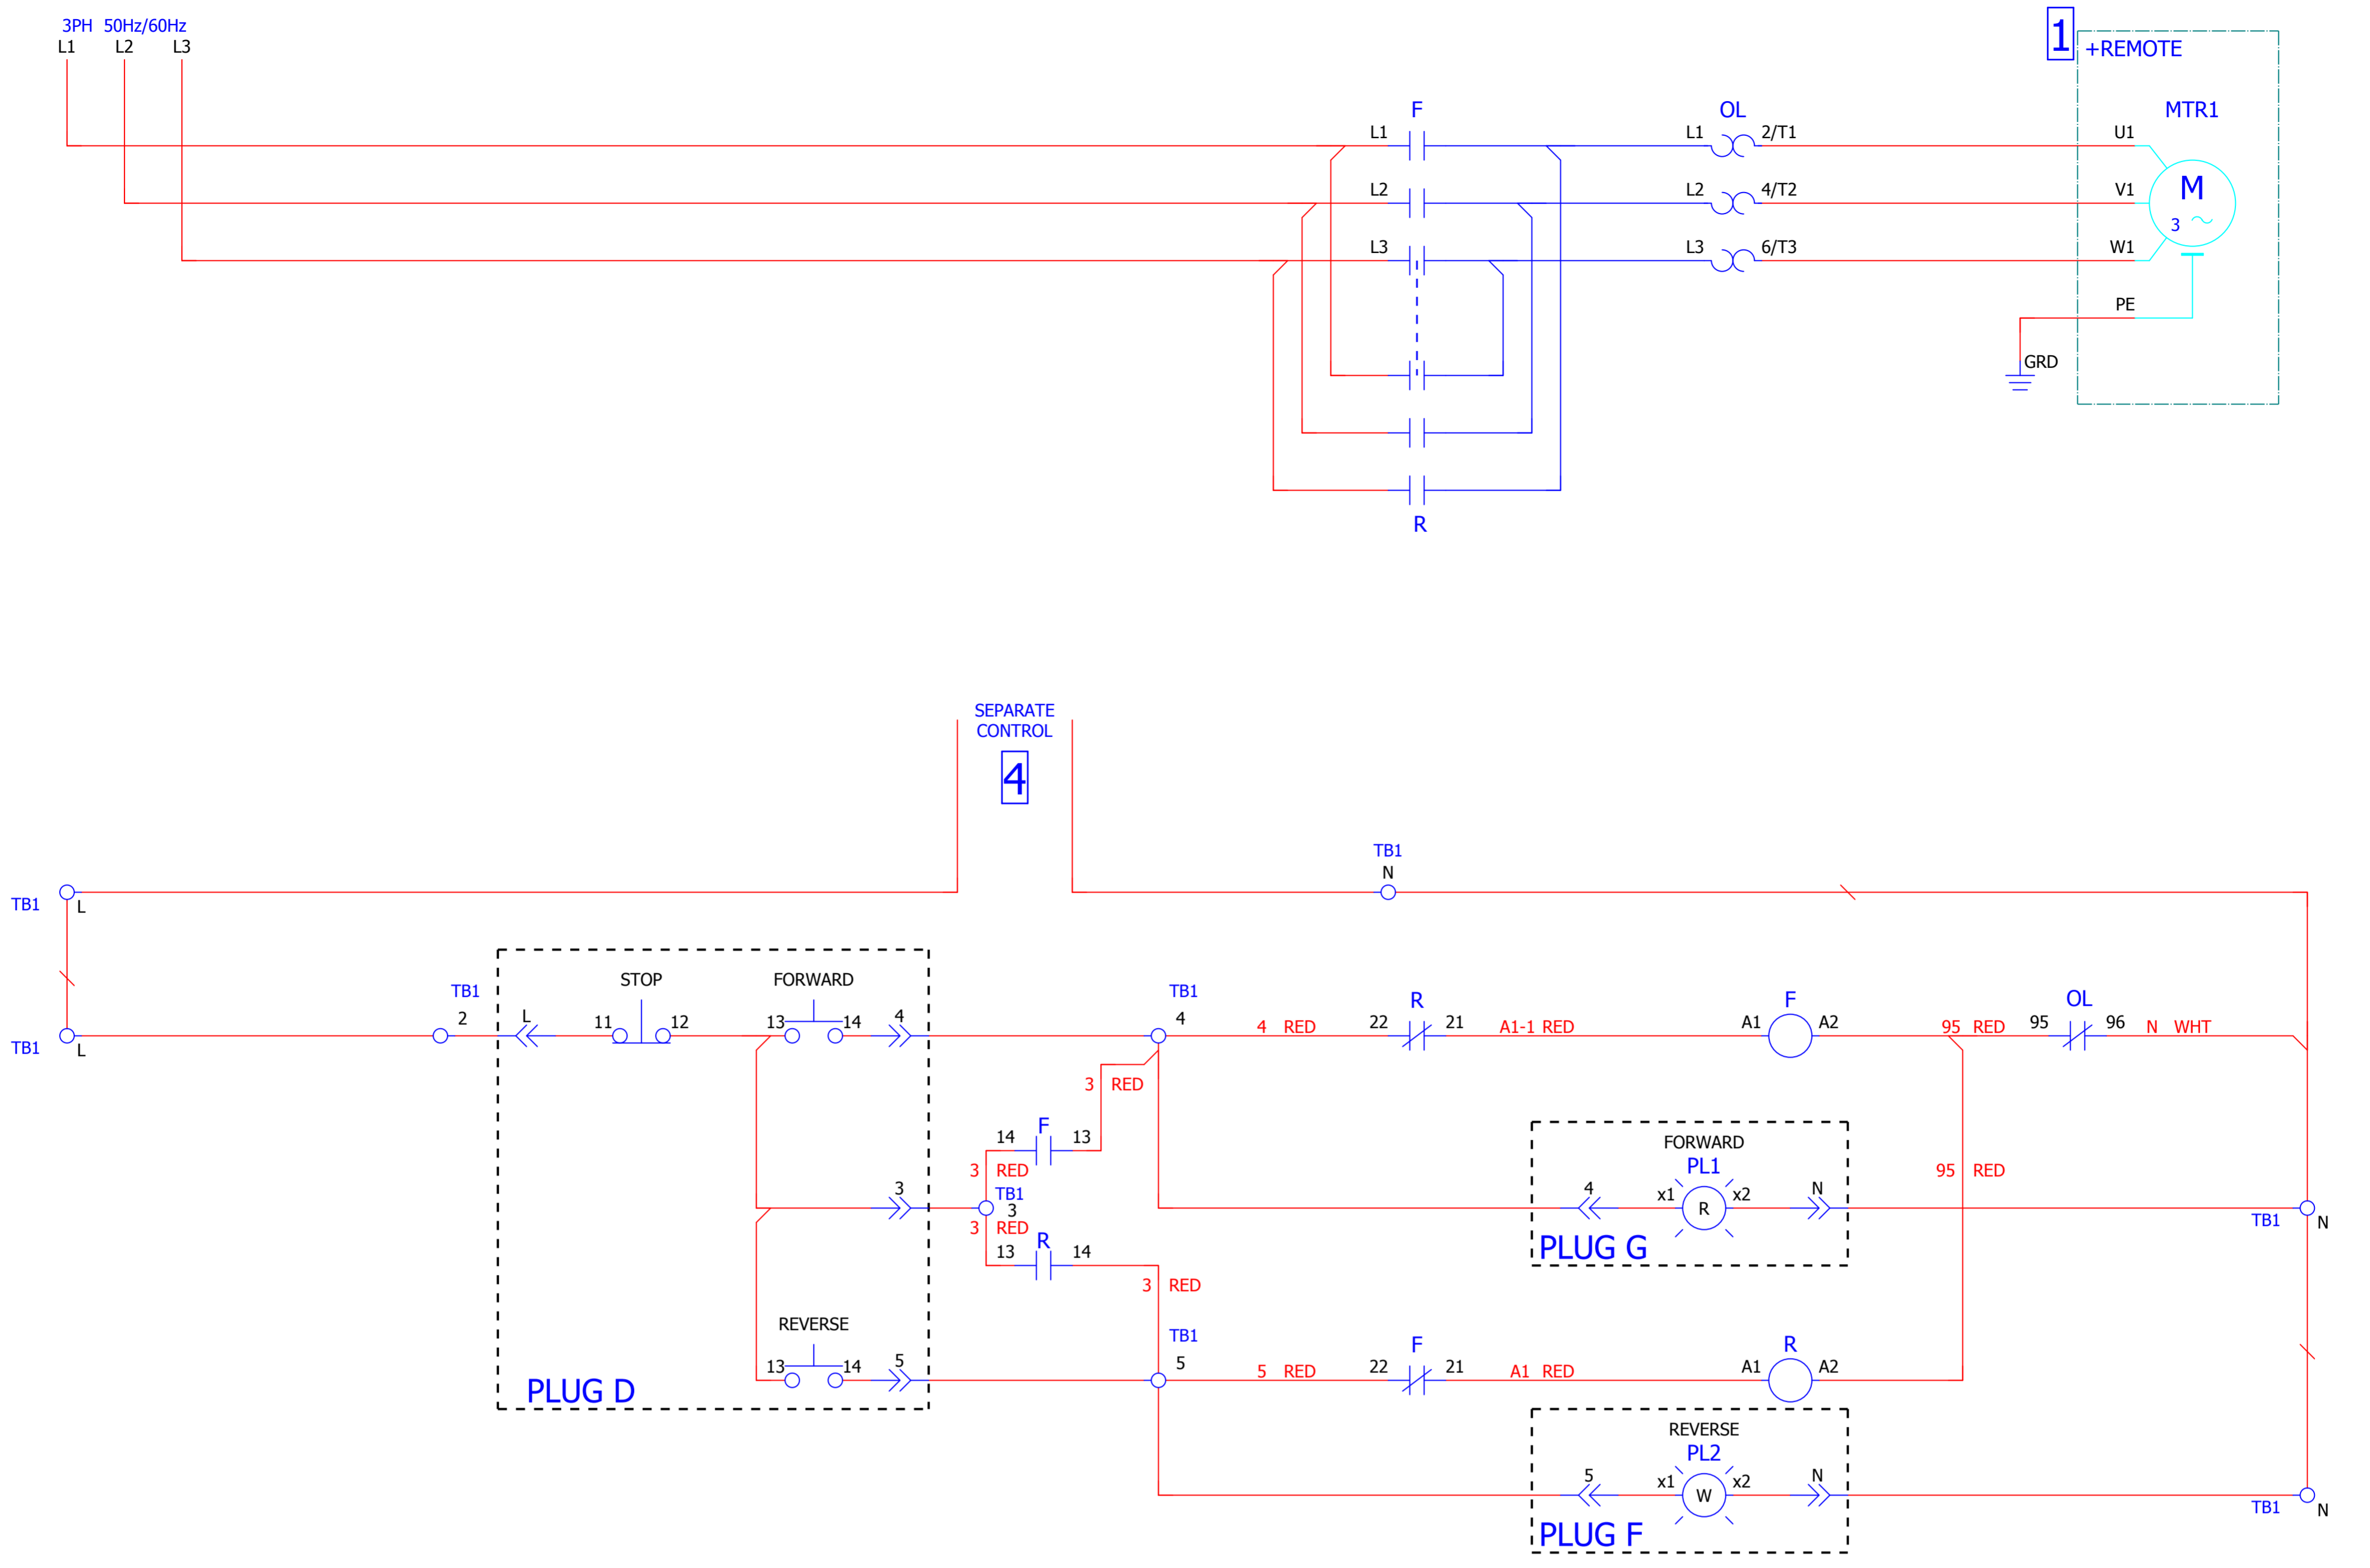 3PH 50Hz/60Hz
L1 L2 L3
1
+REMOTE
F
OL
MTR1
L1
L1
2/T1
U1
L2
L2
4/T2
V1
M
3
L3
L3
6/T3
W1
PE
GRD
R
SEPARATE
CONTROL
4
TB1
N
TB1
L
STOP
FORWARD
TB1
2
L
11
12
13
14
4
TB1
4
4 RED
R
22
21
A1-1 RED
F
A1
A2
95 RED
OL
95
96
N WHT
TB1
L
3 RED
F
14
13
3 RED
FORWARD
PL1
95 RED
3
TB1
3
4
x1
R
x2
N
3 RED
TB1
N
R
13
14
PLUG G
3 RED
REVERSE
TB1
5
F
R
13
14
5
5 RED
22
21
A1 RED
A1
A2
PLUG D
REVERSE
PL2
5
x1
W
x2
N
TB1
N
PLUG F